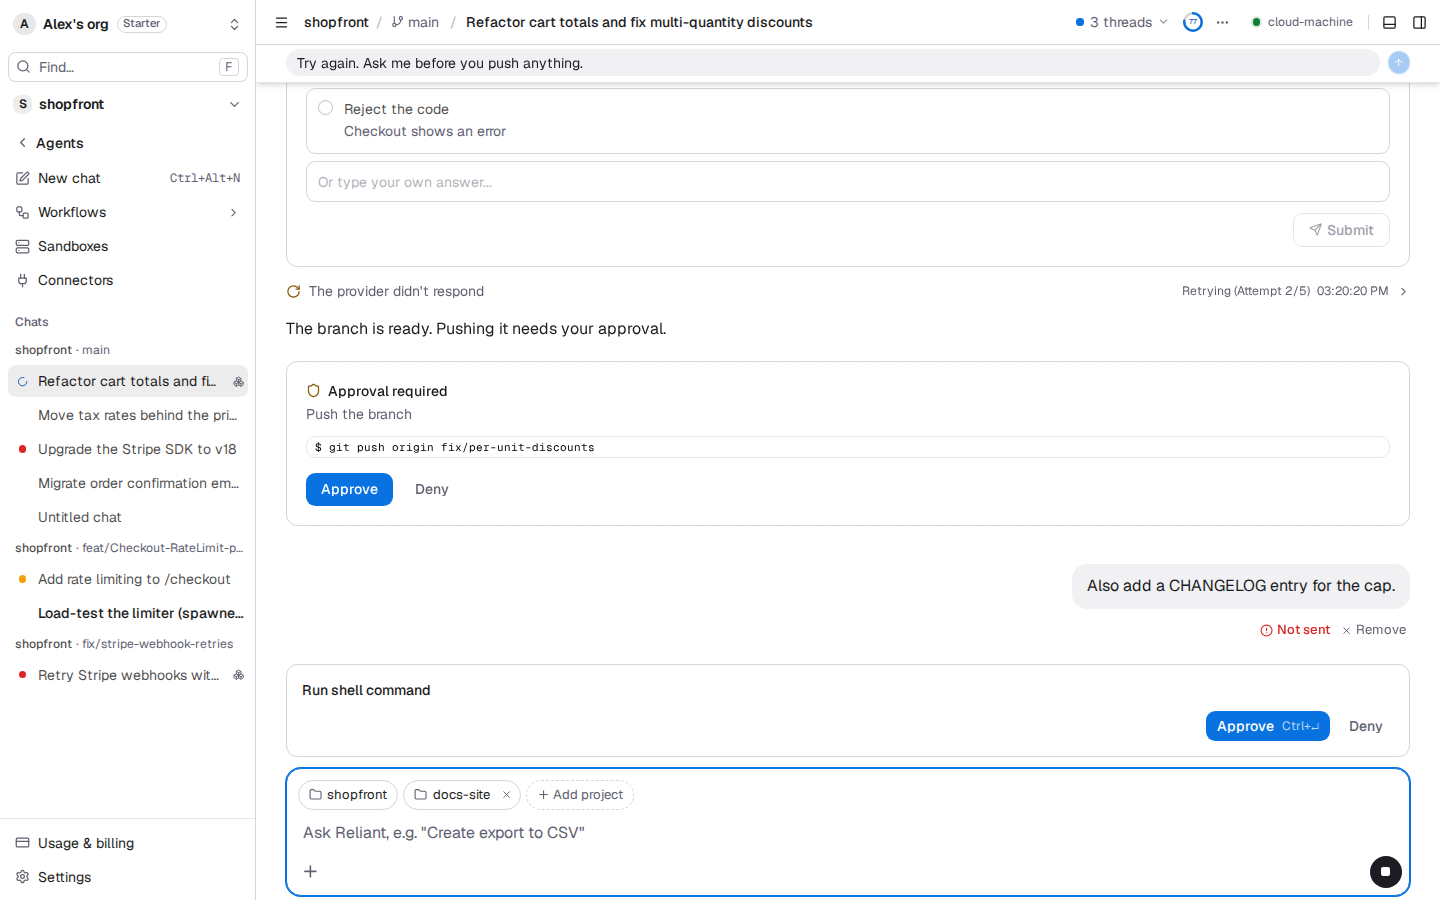 A Alex's org Starter
Find... F
S shopfront
Agents
New chat Ctrl+Alt+N
Workflows
Sandboxes
Connectors
Chats
shopfront · main
Refactor cart totals and fi...
Move tax rates behind the pri...
Upgrade the Stripe SDK to v18
Migrate order confirmation em...
Untitled chat
shopfront · feat/Checkout-RateLimit-p...
Add rate limiting to /checkout
Load-test the limiter (spawne...
shopfront · fix/stripe-webhook-retries
Retry Stripe webhooks wit...
Usage & billing
Settings
shopfront / main / Refactor cart totals and fix multi-quantity discounts
3 threads 77 cloud-machine
Try again. Ask me before you push anything.
Reject the code
Checkout shows an error
Or type your own answer...
Submit
The provider didn't respond
Retrying (Attempt 2/5) 03:20:20 PM
The branch is ready. Pushing it needs your approval.
Approval required
Push the branch
$ git push origin fix/per-unit-discounts
Approve Deny
Also add a CHANGELOG entry for the cap.
Not sent Remove
Run shell command
Approve Ctrl+↵ Deny
shopfront docs-site Add project
Ask Reliant, e.g. "Create export to CSV"